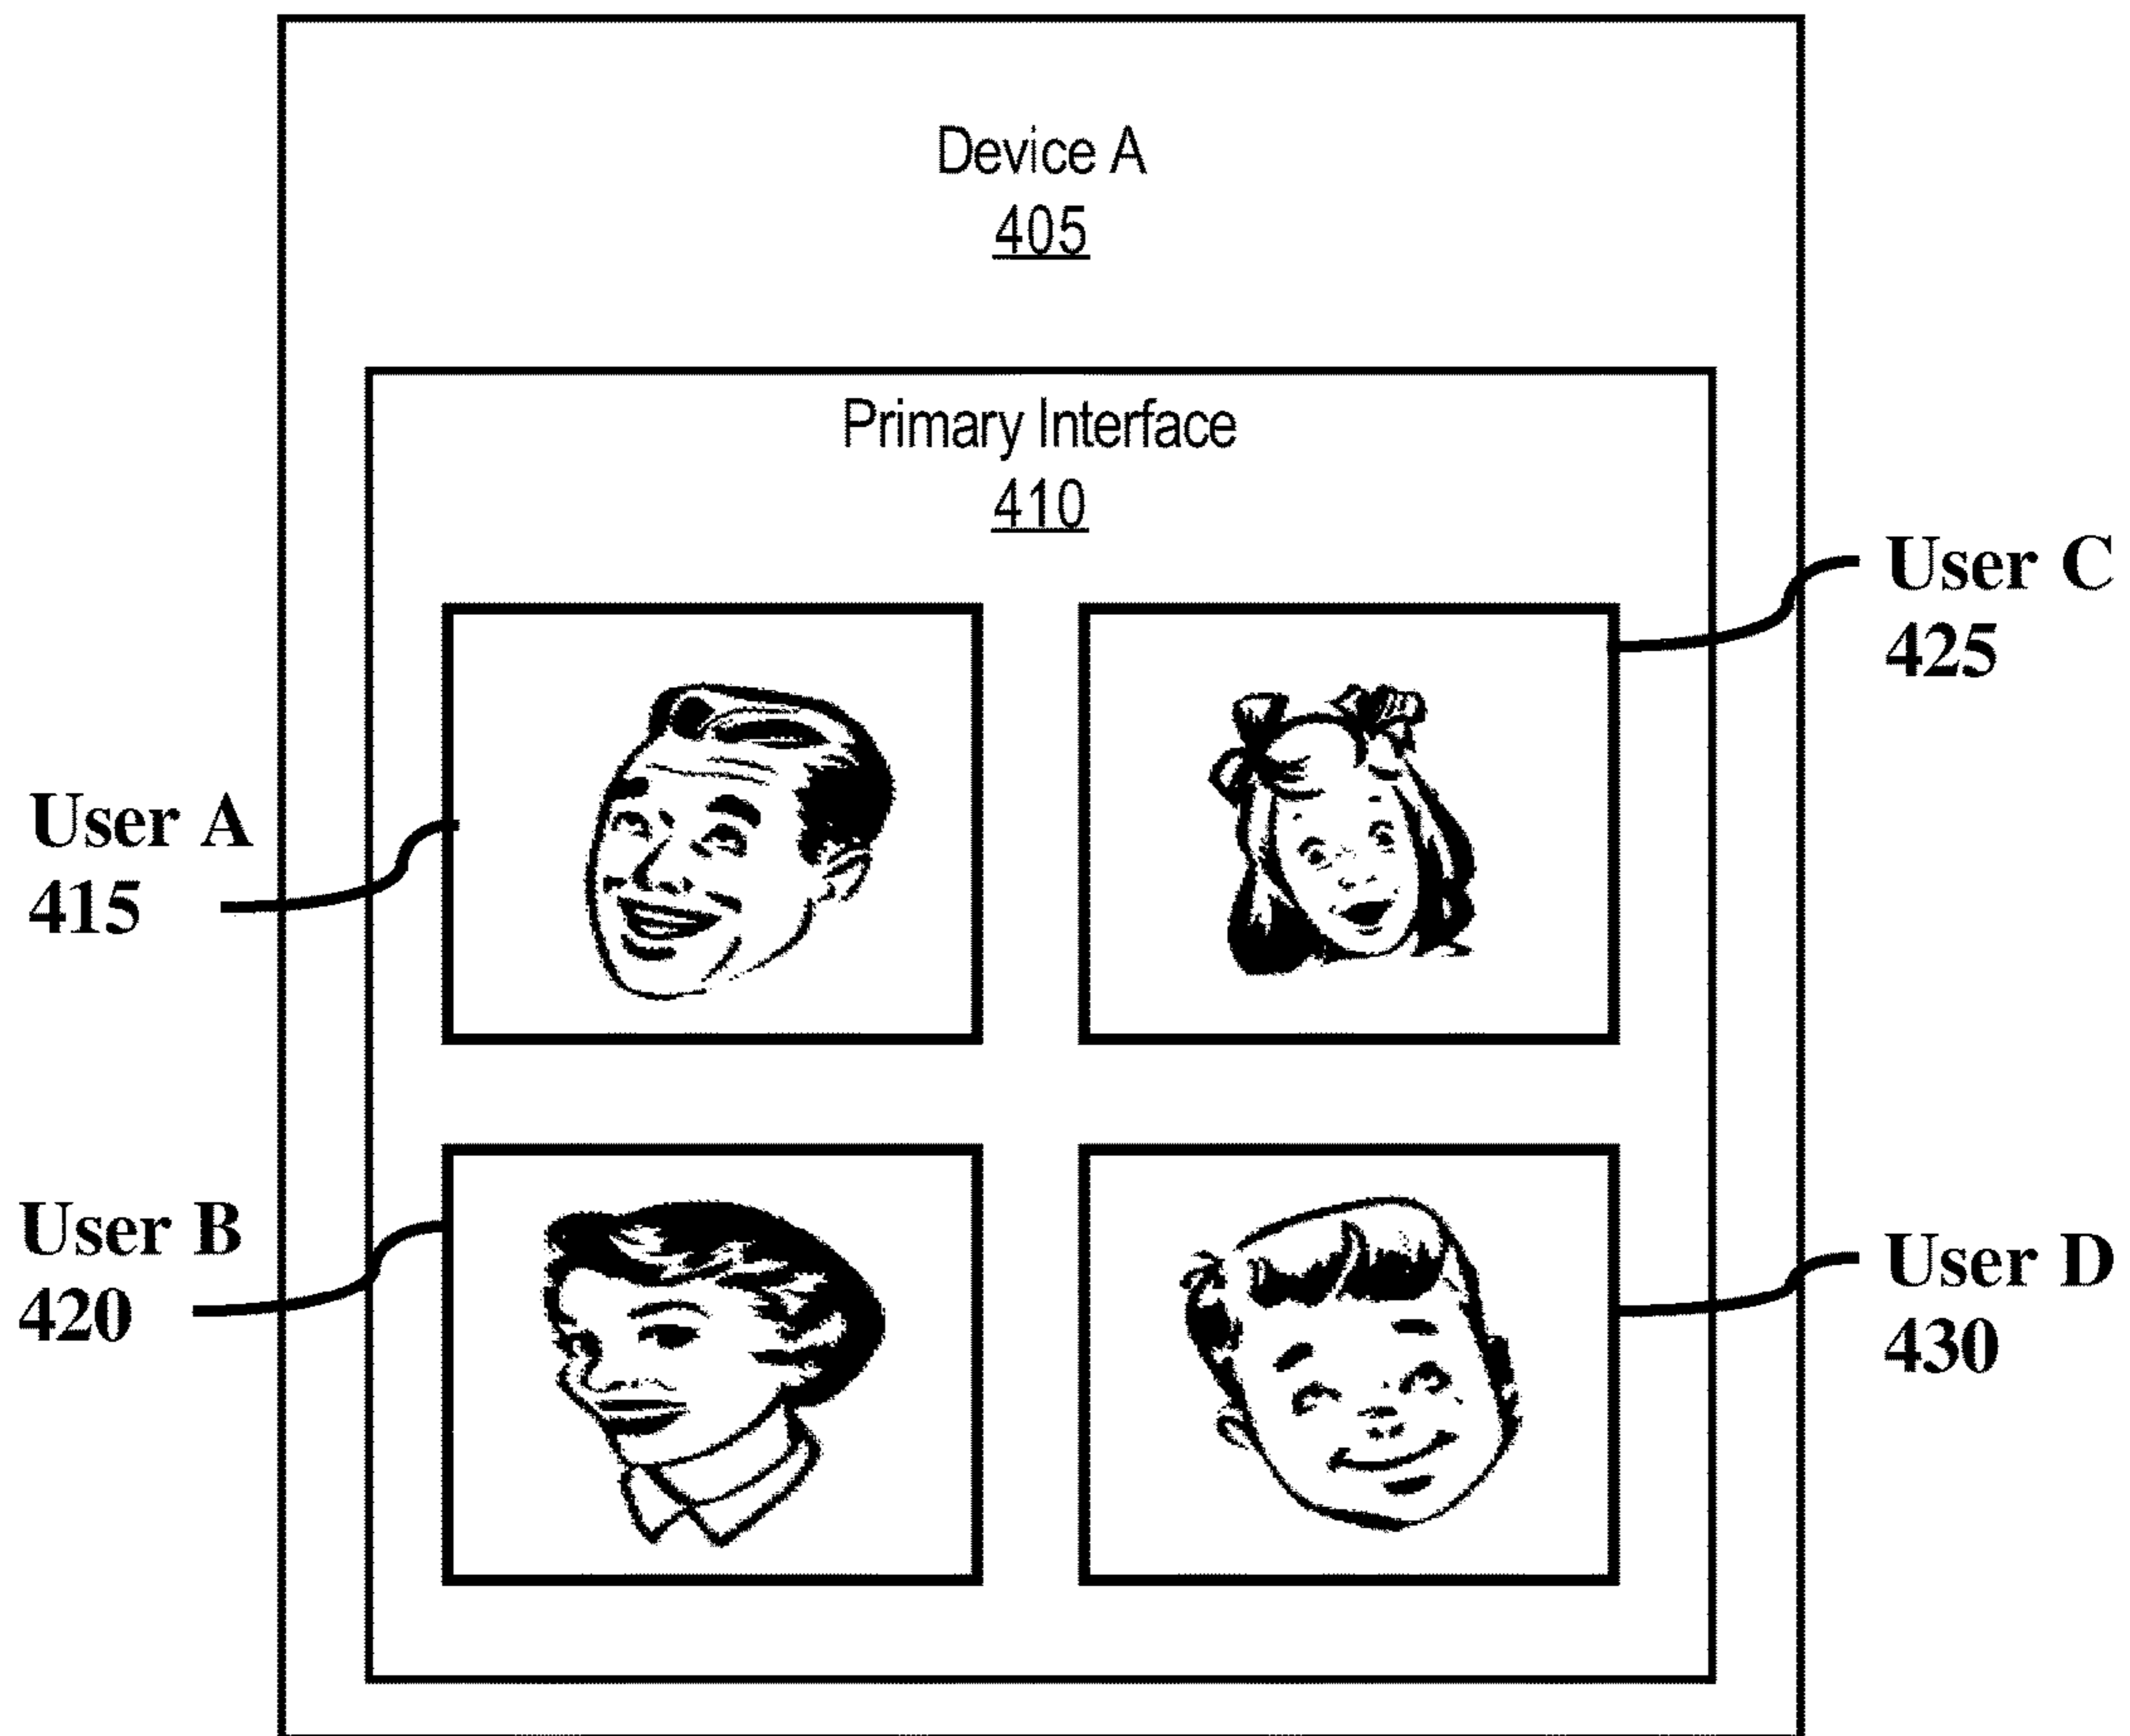 Device A
405
Primary Interface
410
User C
425
User A
415
User B
420
User D
430